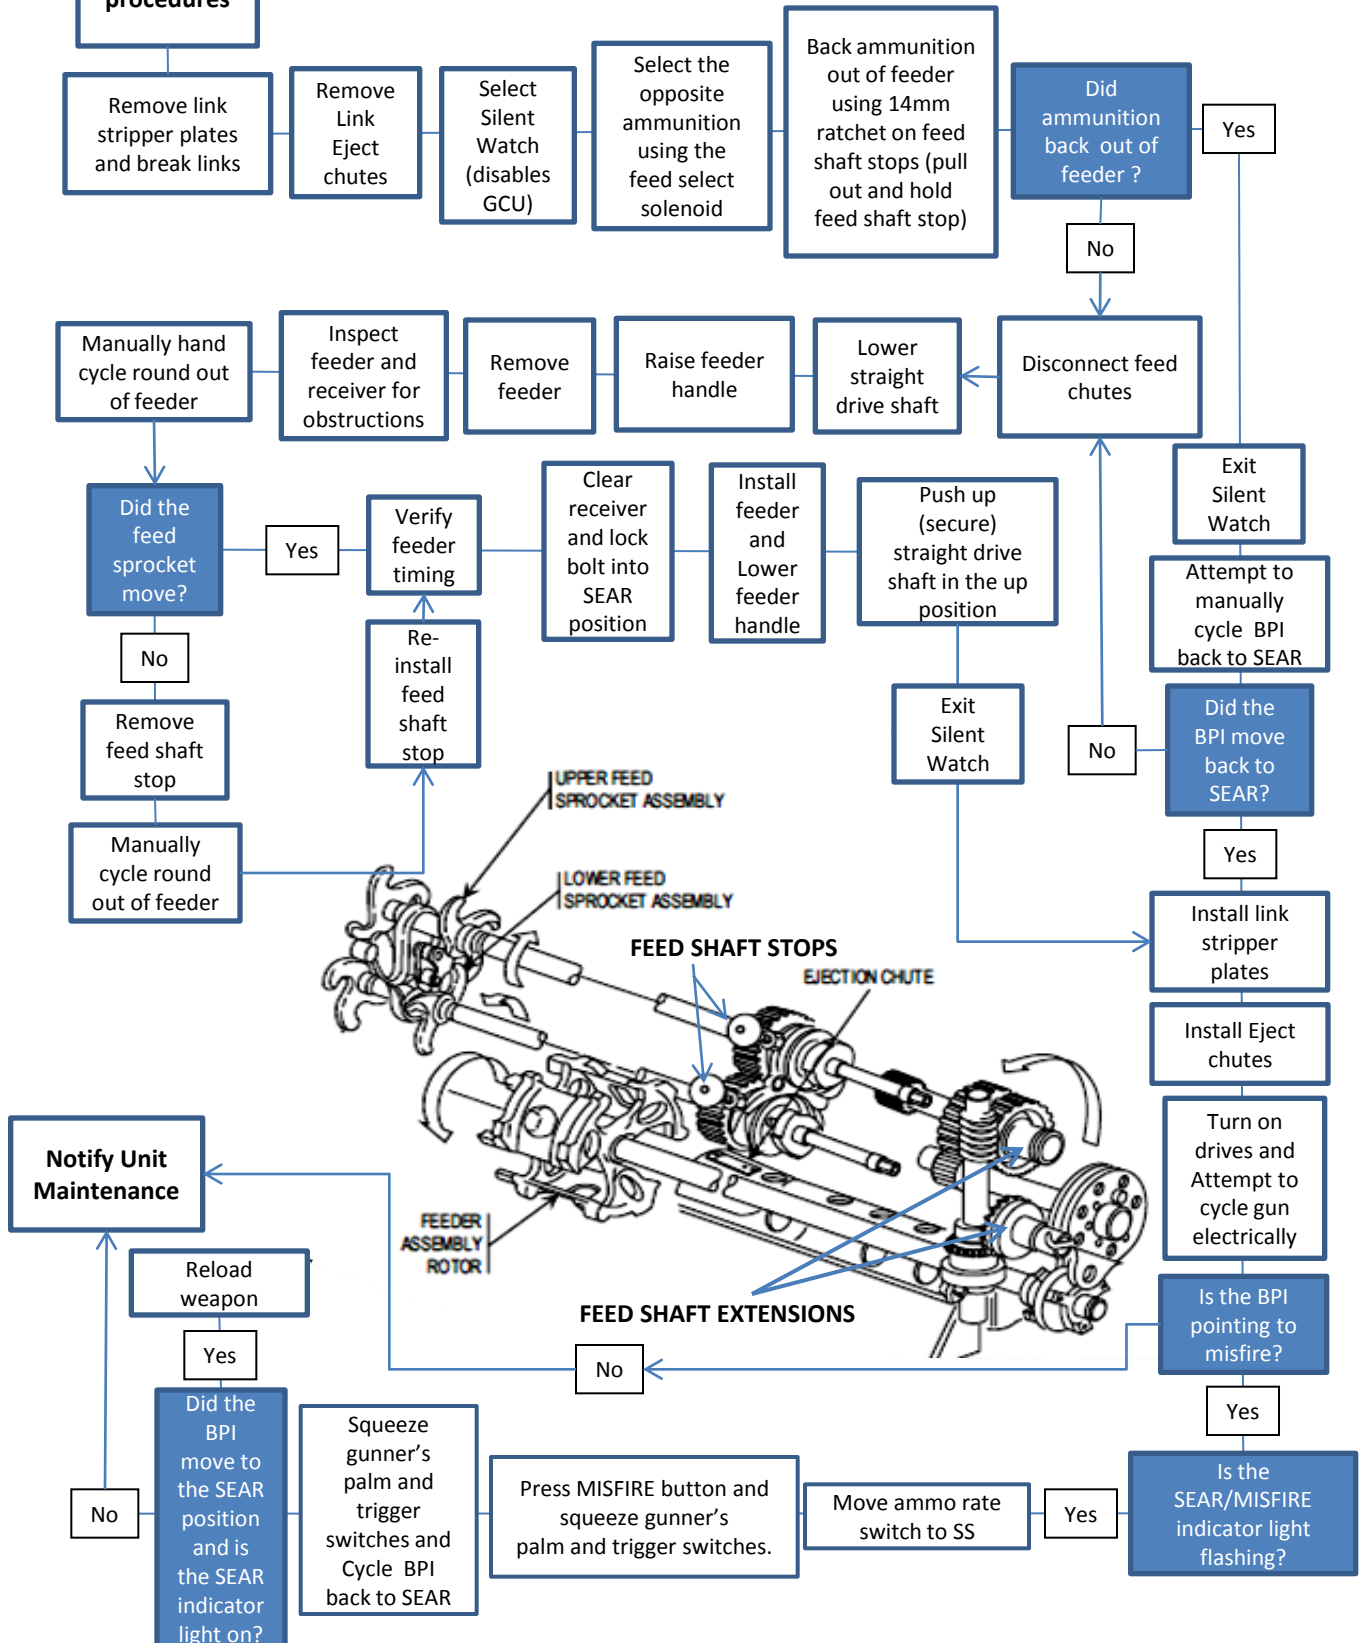 procedures
Remove link
stripper plates
and break links
Remove
Link
Eject
chutes
Select
Silent
Watch
(disables
GCU)
Select the
opposite
ammunition
using the
feed select
solenoid
Back ammunition
out of feeder
using 14mm
ratchet on feed
shaft stops (pull
out and hold
feed shaft stop)
Did
ammunition
back out of
feeder ?
Yes
No
Manually hand
cycle round out
of feeder
Inspect
feeder and
receiver for
obstructions
Remove
feeder
Raise feeder
handle
Lower
straight
drive shaft
Disconnect feed
chutes
Exit
Silent
Watch
Did the
feed
sprocket
move?
Yes
Verify
feeder
timing
Clear
receiver
and lock
bolt into
SEAR
position
Install
feeder
and
Lower
feeder
handle
Push up
(secure)
straight drive
shaft in the up
position
Attempt to
manually
cycle BPI
back to SEAR
No
Re-
install
feed
shaft
stop
Exit
Silent
Watch
No
Did the
BPI move
back to
SEAR?
Remove
feed shaft
stop
Yes
Manually
cycle round
out of feeder
UPPER FEED
SPROCKET ASSEMBLY
LOWER FEED
SPROCKET ASSEMBLY
FEED SHAFT STOPS
EJECTION CHUTE
Install link
stripper
plates
Install Eject
chutes
Notify Unit
Maintenance
FEEDER
ASSEMBLY
ROTOR
Turn on
drives and
Attempt to
cycle gun
electrically
Reload
weapon
FEED SHAFT EXTENSIONS
Is the BPI
pointing to
misfire?
Yes
No
Yes
Did the
BPI
move to
the SEAR
position
and is
the SEAR
indicator
light on?
No
Squeeze
gunner’s
palm and
trigger
switches and
Cycle BPI
back to SEAR
Press MISFIRE button and
squeeze gunner’s
palm and trigger switches.
Move ammo rate
switch to SS
Yes
Is the
SEAR/MISFIRE
indicator light
flashing?